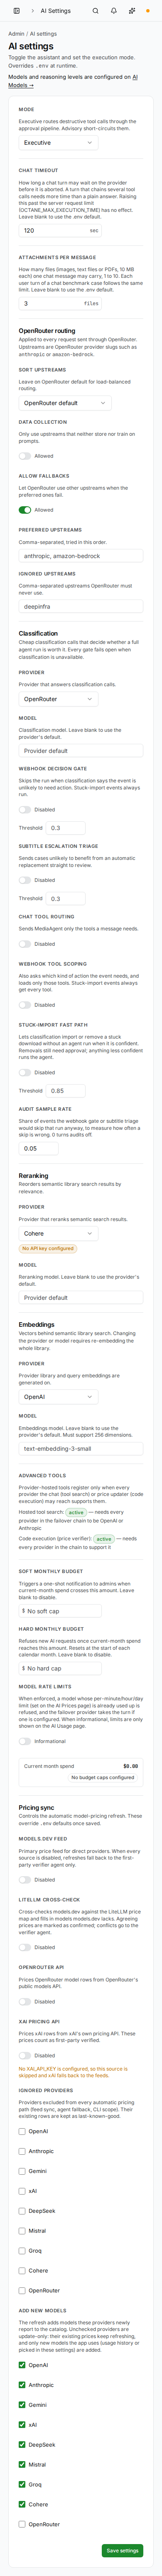 AI Settings
Admin / AI settings
AI settings
Toggle the assistant and set the execution mode.
Overrides .env at runtime.
Models and reasoning levels are configured on AI
Models →
MODE
Executive routes destructive tool calls through the
approval pipeline. Advisory short-circuits them.
Executive
CHAT TIMEOUT
How long a chat turn may wait on the provider
before it is aborted. A turn that chains several tool
calls needs more time than a plain answer. Raising
this past the server request limit
(OCTANE_MAX_EXECUTION_TIME) has no effect.
Leave blank to use the .env default.
120 sec
ATTACHMENTS PER MESSAGE
How many files (images, text files or PDFs, 10 MB
each) one chat message may carry, 1 to 10. Each
user turn of a chat benchmark case follows the same
limit. Leave blank to use the .env default.
3 files
OpenRouter routing
Applied to every request sent through OpenRouter.
Upstreams are OpenRouter provider slugs such as
anthropic or amazon-bedrock.
SORT UPSTREAMS
Leave on OpenRouter default for load-balanced
routing.
OpenRouter default
DATA COLLECTION
Only use upstreams that neither store nor train on
prompts.
Allowed
ALLOW FALLBACKS
Let OpenRouter use other upstreams when the
preferred ones fail.
Allowed
PREFERRED UPSTREAMS
Comma-separated, tried in this order.
anthropic, amazon-bedrock
IGNORED UPSTREAMS
Comma-separated upstreams OpenRouter must
never use.
deepinfra
Classification
Cheap classification calls that decide whether a full
agent run is worth it. Every gate fails open when
classification is unavailable.
PROVIDER
Provider that answers classification calls.
OpenRouter
MODEL
Classification model. Leave blank to use the
provider's default.
Provider default
WEBHOOK DECISION GATE
Skips the run when classification says the event is
unlikely to need action. Stuck-import events always
run.
Disabled
Threshold 0.3
SUBTITLE ESCALATION TRIAGE
Sends cases unlikely to benefit from an automatic
replacement straight to review.
Disabled
Threshold 0.3
CHAT TOOL ROUTING
Sends MediaAgent only the tools a message needs.
Disabled
WEBHOOK TOOL SCOPING
Also asks which kind of action the event needs, and
loads only those tools. Stuck-import events always
get every tool.
Disabled
STUCK-IMPORT FAST PATH
Lets classification import or remove a stuck
download without an agent run when it is confident.
Removals still need approval; anything less confident
runs the agent.
Disabled
Threshold 0.85
AUDIT SAMPLE RATE
Share of events the webhook gate or subtitle triage
would skip that run anyway, to measure how often a
skip is wrong. 0 turns audits off.
0.05
Reranking
Reorders semantic library search results by
relevance.
PROVIDER
Provider that reranks semantic search results.
Cohere
No API key configured
MODEL
Reranking model. Leave blank to use the provider's
default.
Provider default
Embeddings
Vectors behind semantic library search. Changing
the provider or model requires re-embedding the
whole library.
PROVIDER
Provider library and query embeddings are
generated on.
OpenAI
MODEL
Embeddings model. Leave blank to use the
provider's default. Must support 256 dimensions.
text-embedding-3-small
ADVANCED TOOLS
Provider-hosted tools register only when every
provider the chat (tool search) or price updater (code
execution) may reach supports them.
Hosted tool search: active — needs every
provider in the failover chain to be OpenAI or
Anthropic
Code execution (price verifier): active — needs
every provider in the chain to support it
SOFT MONTHLY BUDGET
Triggers a one-shot notification to admins when
current-month spend crosses this amount. Leave
blank to disable.
$ No soft cap
HARD MONTHLY BUDGET
Refuses new AI requests once current-month spend
reaches this amount. Resets at the start of each
calendar month. Leave blank to disable.
$ No hard cap
MODEL RATE LIMITS
When enforced, a model whose per-minute/hour/day
limit (set on the AI Prices page) is already used up is
refused, and the failover provider takes the turn if
one is configured. When informational, limits are only
shown on the AI Usage page.
Informational
Current month spend $0.06
No budget caps configured
Pricing sync
Controls the automatic model-pricing refresh. These
override .env defaults once saved.
MODELS.DEV FEED
Primary price feed for direct providers. When every
source is disabled, refreshes fall back to the first-
party verifier agent only.
Disabled
LITELLM CROSS-CHECK
Cross-checks models.dev against the LiteLLM price
map and fills in models models.dev lacks. Agreeing
prices are marked as confirmed; conflicts go to the
verifier agent.
Disabled
OPENROUTER API
Prices OpenRouter model rows from OpenRouter's
public models API.
Disabled
XAI PRICING API
Prices xAI rows from xAI's own pricing API. These
prices count as first-party verified.
Disabled
No XAI_API_KEY is configured, so this source is
skipped and xAI falls back to the feeds.
IGNORED PROVIDERS
Providers excluded from every automatic pricing
path (feed sync, agent fallback, CLI scope). Their
existing rows are kept as last-known-good.
OpenAI
Anthropic
Gemini
xAI
DeepSeek
Mistral
Groq
Cohere
OpenRouter
ADD NEW MODELS
The refresh adds models these providers newly
report to the catalog. Unchecked providers are
update-only: their existing prices keep refreshing,
and only new models the app uses (usage history or
placed in these settings) are added.
OpenAI
Anthropic
Gemini
xAI
DeepSeek
Mistral
Groq
Cohere
OpenRouter
Save settings